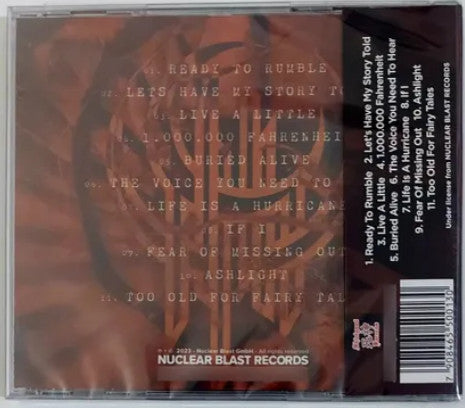 01. READY TO RUMBLE
02. LETS HAVE MY STORY TO
03. LIVE A LITTLE
04. 1.000.000 FAHRENHEI
05. BURIED ALIVE
06. THE VOICE YOU NEED TO
07. LIFE IS A HURRICANE
08. IF I
09. FEAR OF MISSING OUT
10. ASHLIGHT
11. TOO OLD FOR FAIRY TAL
2023 - Nuclear Blast GmbH - All rights reserved
NUCLEAR BLAST RECORDS
1. Ready To Rumble 2. Let's Have My Story Told
3. Live A Little 4. 1.000.000 Fahrenheit
5. Buried Alive 6. The Voice You Need To Hear
7. Life Is A Hurricane 8. If I
9. Fear Of Missing Out 10. Ashlight
11. Too Old For Fairy Tales
Under license from NUCLEAR BLAST RECORDS